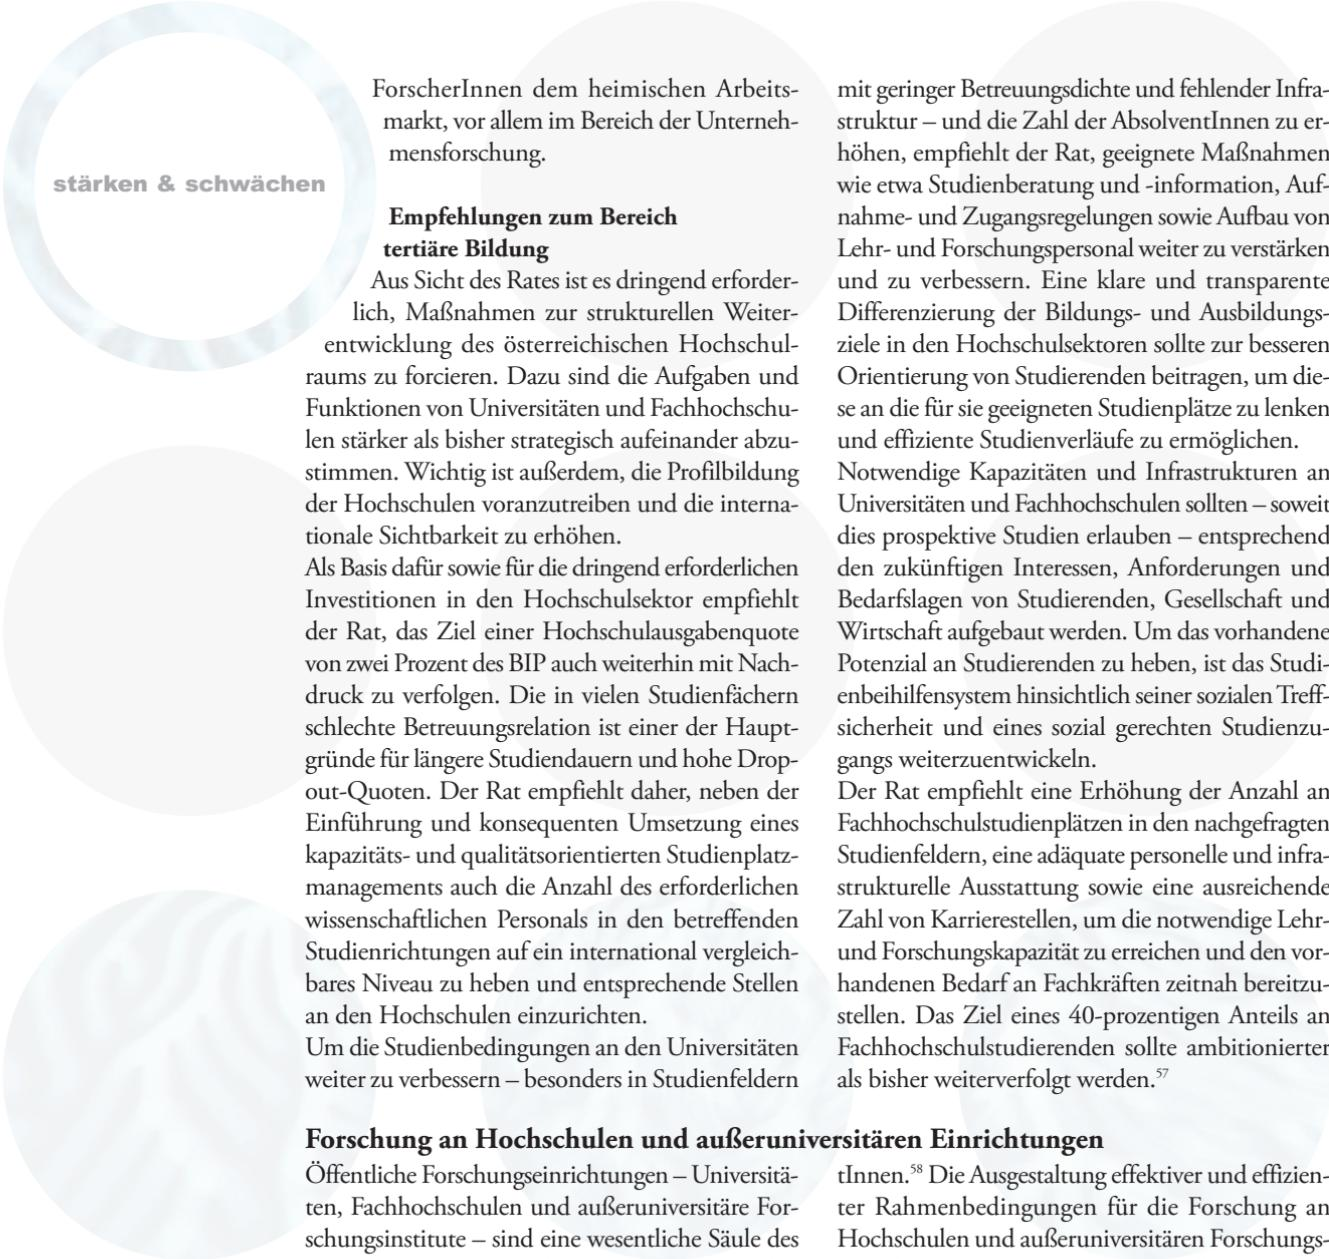 stärken & schwächen
ForscherInnen dem heimischen Arbeits-
markt, vor allem im Bereich der Unterneh-
mensforschung.
Empfehlungen zum Bereich
tertiäre Bildung
Aus Sicht des Rates ist es dringend erforder-
lich, Maßnahmen zur strukturellen Weiter-
entwicklung des österreichischen Hochschul-
raums zu forcieren. Dazu sind die Aufgaben und
Funktionen von Universitäten und Fachhochschu-
len stärker als bisher strategisch aufeinander abzu-
stimmen. Wichtig ist außerdem, die Profilbildung
der Hochschulen voranzutreiben und die interna-
tionale Sichtbarkeit zu erhöhen.
Als Basis dafür sowie für die dringend erforderlichen
Investitionen in den Hochschulsektor empfiehlt
der Rat, das Ziel einer Hochschulausgabenquote
von zwei Prozent des BIP auch weiterhin mit Nach-
druck zu verfolgen. Die in vielen Studienfächern
schlechte Betreuungsrelation ist einer der Haupt-
gründe für längere Studiendauern und hohe Drop-
out-Quoten. Der Rat empfiehlt daher, neben der
Einführung und konsequenten Umsetzung eines
kapazitäts- und qualitätsorientierten Studienplatz-
managements auch die Anzahl des erforderlichen
wissenschaftlichen Personals in den betreffenden
Studienrichtungen auf ein international vergleich-
bares Niveau zu heben und entsprechende Stellen
an den Hochschulen einzurichten.
Um die Studienbedingungen an den Universitäten
weiter zu verbessern – besonders in Studienfeldern
mit geringer Betreuungsdichte und fehlender Infra-
struktur – und die Zahl der AbsolventInnen zu er-
höhen, empfiehlt der Rat, geeignete Maßnahmen
wie etwa Studienberatung und -information, Auf-
nahme- und Zugangsregelungen sowie Aufbau von
Lehr- und Forschungspersonal weiter zu verstärken
und zu verbessern. Eine klare und transparente
Differenzierung der Bildungs- und Ausbildungs-
ziele in den Hochschulsektoren sollte zur besseren
Orientierung von Studierenden beitragen, um die-
se an die für sie geeigneten Studienplätze zu lenken
und effiziente Studienverläufe zu ermöglichen.
Notwendige Kapazitäten und Infrastrukturen an
Universitäten und Fachhochschulen sollten – soweit
dies prospektive Studien erlauben – entsprechend
den zukünftigen Interessen, Anforderungen und
Bedarfslagen von Studierenden, Gesellschaft und
Wirtschaft aufgebaut werden. Um das vorhandene
Potenzial an Studierenden zu heben, ist das Studi-
enbeihilfensystem hinsichtlich seiner sozialen Treff-
sicherheit und eines sozial gerechten Studienzu-
gangs weiterzuentwickeln.
Der Rat empfiehlt eine Erhöhung der Anzahl an
Fachhochschulstudienplätzen in den nachgefragten
Studienfeldern, eine adäquate personelle und infra-
strukturelle Ausstattung sowie eine ausreichende
Zahl von Karrierestellen, um die notwendige Lehr-
und Forschungskapazität zu erreichen und den vor-
handenen Bedarf an Fachkräften zeitnah bereitzu-
stellen. Das Ziel eines 40-prozentigen Anteils an
Fachhochschulstudierenden sollte ambitionierter
als bisher weiterverfolgt werden.57
Forschung an Hochschulen und außeruniversitären Einrichtungen
Öffentliche Forschungseinrichtungen – Universitä-
ten, Fachhochschulen und außeruniversitäre For-
schungsinstitute – sind eine wesentliche Säule des
tInnen.58 Die Ausgestaltung effektiver und effizien-
ter Rahmenbedingungen für die Forschung an
Hochschulen und außeruniversitären Forschungs-